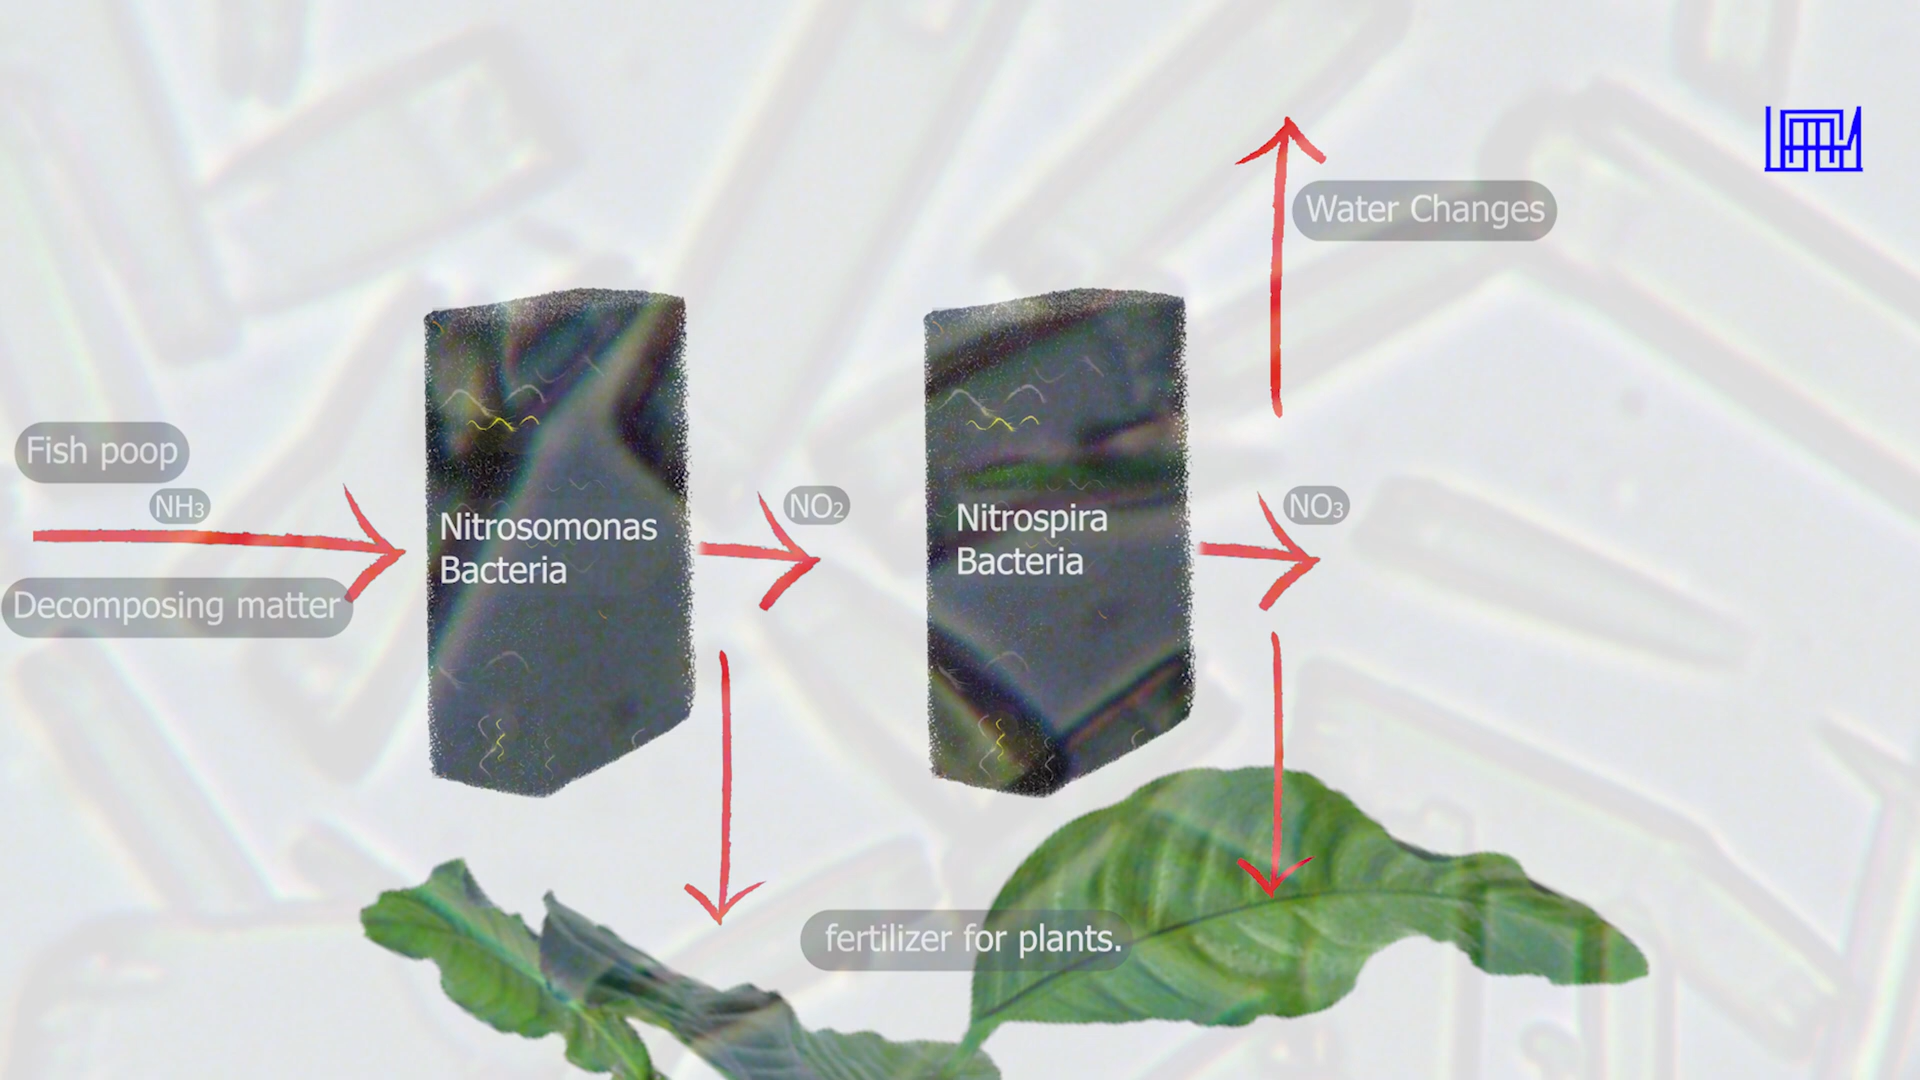 Fish poop
NH₃
Decomposing matter
Nitrosomonas
Bacteria
NO₂
Nitrospira
Bacteria
NO₃
Water Changes
fertilizer for plants.